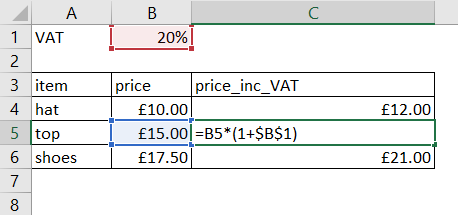 A B C
1 VAT 20%
2
3 item price price_inc_VAT
4 hat £10.00 £12.00
5 top £15.00 =B5*(1+$B$1)
6 shoes £17.50 £21.00
7
8